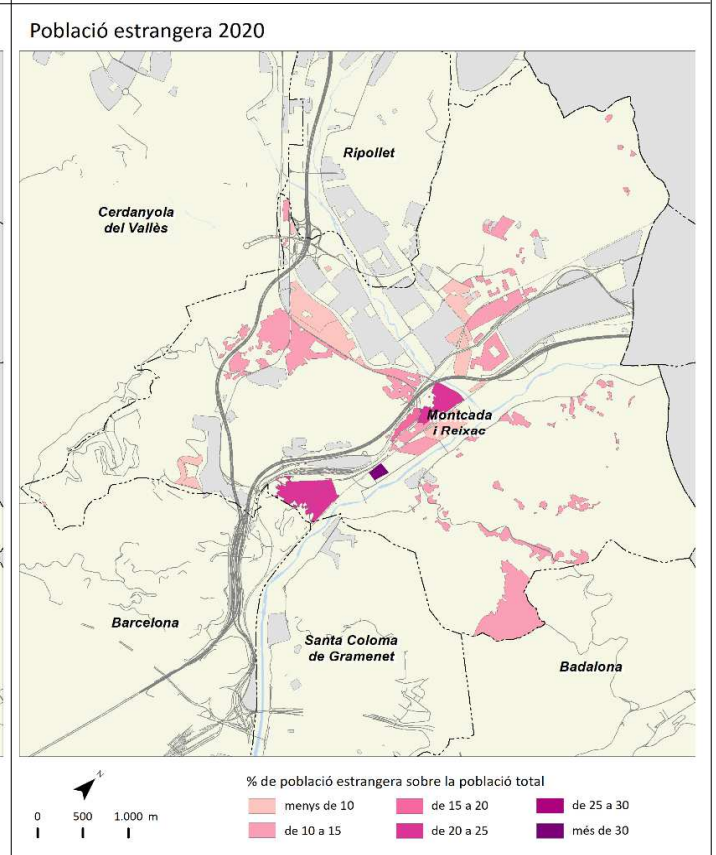 Població estrangera 2020
Ripollet
Cerdanyola
del Vallès
Montcada
i Reixac
Barcelona
Santa Coloma
de Gramenet
Badalona
N
% de població estrangera sobre la població total
0 500 1.000 m
menys de 10
de 15 a 20
de 25 a 30
de 10 a 15
de 20 a 25
més de 30